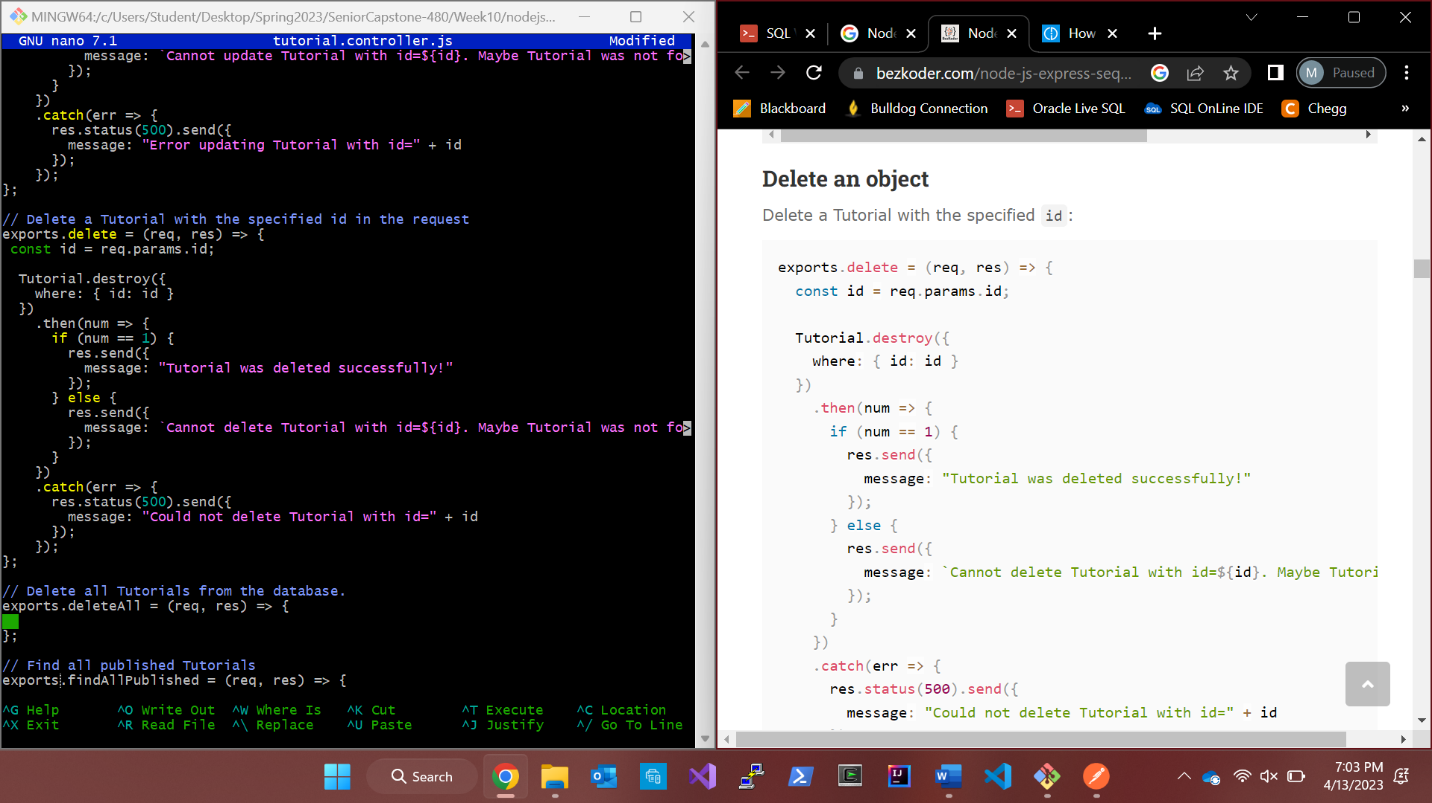 MINGW64:/c/Users/Student/Desktop/Spring2023/SeniorCapstone-480/Week10/nodejs...
GNU nano 7.1 tutorial.controller.js Modified
message: `Cannot update Tutorial with id=${id}. Maybe Tutorial was not fo>
});
}
})
.catch(err => {
res.status(500).send({
message: "Error updating Tutorial with id=" + id
});
});
};
// Delete a Tutorial with the specified id in the request
exports.delete = (req, res) => {
const id = req.params.id;
Tutorial.destroy({
where: { id: id }
})
.then(num => {
if (num == 1) {
res.send({
message: "Tutorial was deleted successfully!"
});
} else {
res.send({
message: `Cannot delete Tutorial with id=${id}. Maybe Tutorial was not fo>
});
}
})
.catch(err => {
res.status(500).send({
message: "Could not delete Tutorial with id=" + id
});
});
};
// Delete all Tutorials from the database.
exports.deleteAll = (req, res) => {
};
// Find all published Tutorials
exports.findAllPublished = (req, res) => {
^G Help ^O Write Out ^W Where Is ^K Cut ^T Execute ^C Location
^X Exit ^R Read File ^\ Replace ^U Paste ^J Justify ^/ Go To Line
SQL Node Node How
bezkoder.com/node-js-express-seq... M Paused
Blackboard Bulldog Connection Oracle Live SQL SQL OnLine IDE C Chegg »
Delete an object
Delete a Tutorial with the specified id :
exports.delete = (req, res) => {
const id = req.params.id;
Tutorial.destroy({
where: { id: id }
})
.then(num => {
if (num == 1) {
res.send({
message: "Tutorial was deleted successfully!"
});
} else {
res.send({
message: `Cannot delete Tutorial with id=${id}. Maybe Tutori
});
}
})
.catch(err => {
res.status(500).send({
message: "Could not delete Tutorial with id=" + id
Search
7:03 PM
4/13/2023